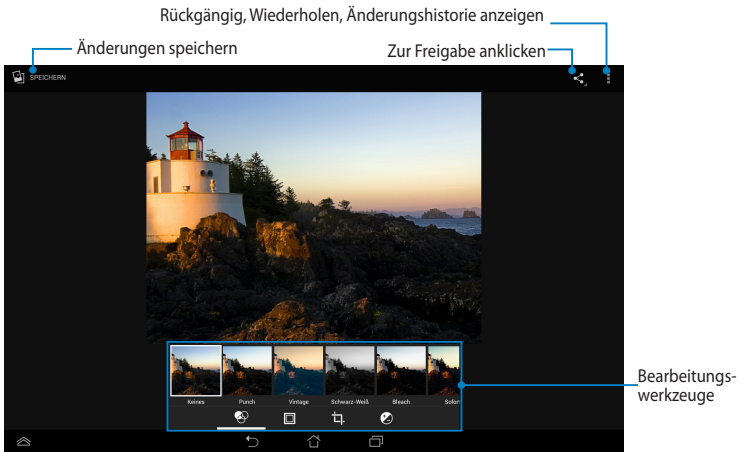 Rückgängig, Wiederholen, Änderungshistorie anzeigen
Änderungen speichern
Zur Freigabe anklicken
SPEICHERN
Keines Punch Vintage Schwarz-Weiß Bleach Sofort
Bearbeitungs-
werkzeuge